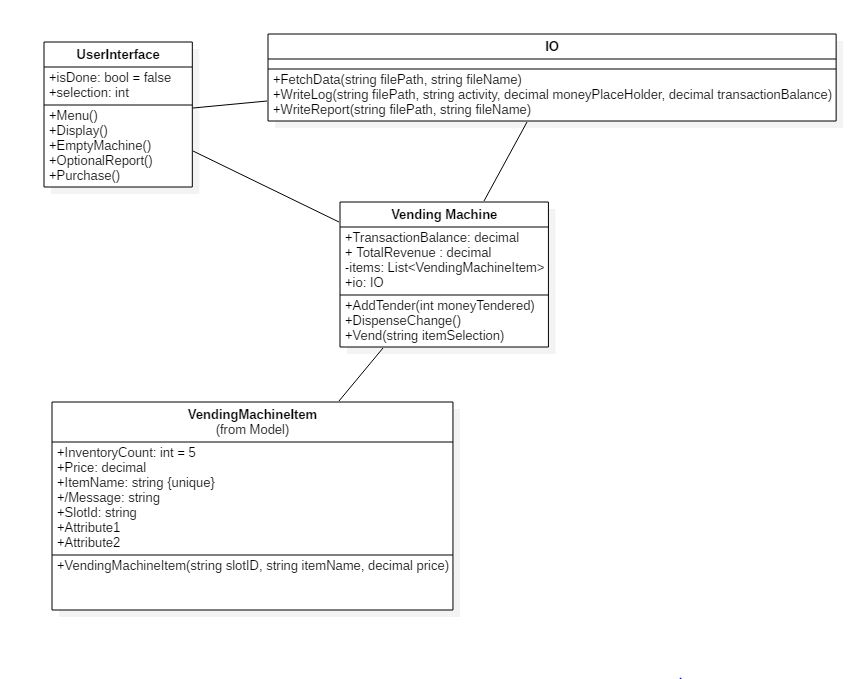 UserInterface
+isDone: bool = false
+selection: int
+Menu()
+Display()
+EmptyMachine()
+OptionalReport()
+Purchase()
IO
+FetchData(string filePath, string fileName)
+WriteLog(string filePath, string activity, decimal moneyPlaceHolder, decimal transactionBalance)
+WriteReport(string filePath, string fileName)
Vending Machine
+TransactionBalance: decimal
+ TotalRevenue : decimal
-items: List<VendingMachineItem>
+io: IO
+AddTender(int moneyTendered)
+DispenseChange()
+Vend(string itemSelection)
VendingMachineItem
(from Model)
+InventoryCount: int = 5
+Price: decimal
+ItemName: string {unique}
+/Message: string
+SlotId: string
+Attribute1
+Attribute2
+VendingMachineItem(string slotID, string itemName, decimal price)